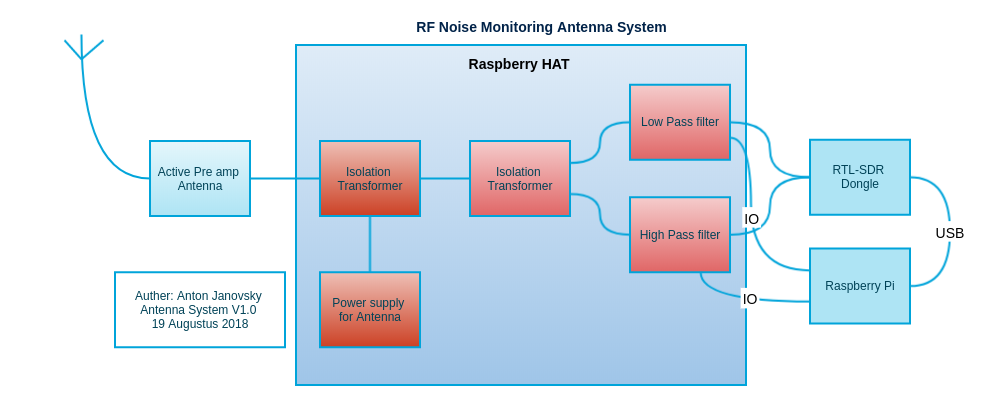 RF Noise Monitoring Antenna System
Raspberry HAT
Active Pre amp
Antenna
Isolation
Transformer
Isolation
Transformer
Low Pass filter
High Pass filter
RTL-SDR
Dongle
IO
USB
Raspberry Pi
IO
Power supply
for Antenna
Auther: Anton Janovsky
Antenna System V1.0
19 Augustus 2018